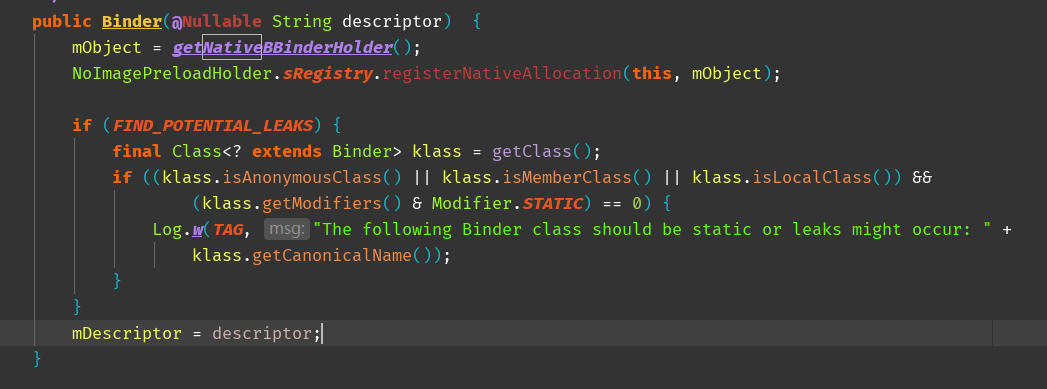 public Binder(@Nullable String descriptor)  {
    mObject = getNativeBBinderHolder();
    NoImagePreloadHolder.sRegistry.registerNativeAllocation(this, mObject);

    if (FIND_POTENTIAL_LEAKS) {
        final Class<? extends Binder> klass = getClass();
        if ((klass.isAnonymousClass() || klass.isMemberClass() || klass.isLocalClass()) &&
                (klass.getModifiers() & Modifier.STATIC) == 0) {
            Log.w(TAG, msg: "The following Binder class should be static or leaks might occur: " +
                klass.getCanonicalName());
        }
    }
    mDescriptor = descriptor;
}